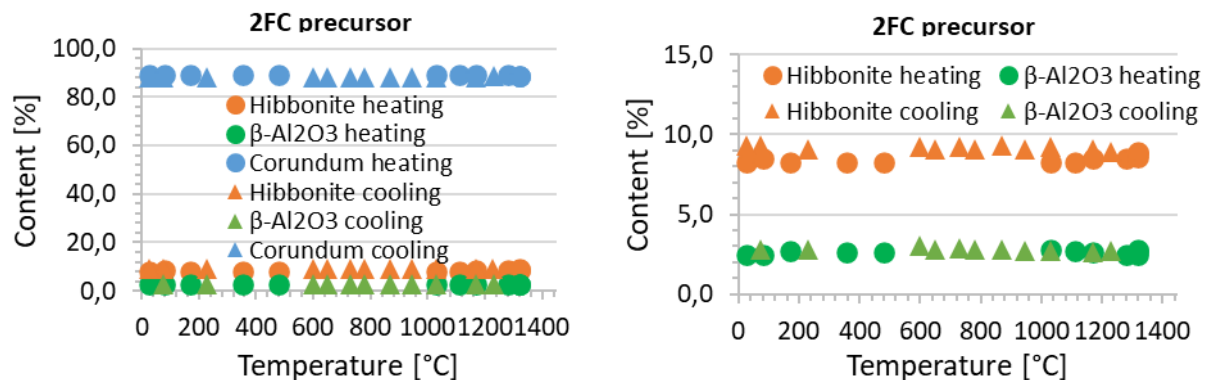 2FC precursor
100,0
80,0
60,0
40,0
20,0
0,0
Content [%]
Hibbonite heating
β-Al2O3 heating
Corundum heating
Hibbonite cooling
β-Al2O3 cooling
Corundum cooling
0 200 400 600 800 1000 1200 1400
Temperature [°C]
2FC precursor
15,0
10,0
5,0
0,0
Content [%]
Hibbonite heating β-Al2O3 heating
Hibbonite cooling β-Al2O3 cooling
0 200 400 600 800 1000 1200 1400
Temperature [°C]